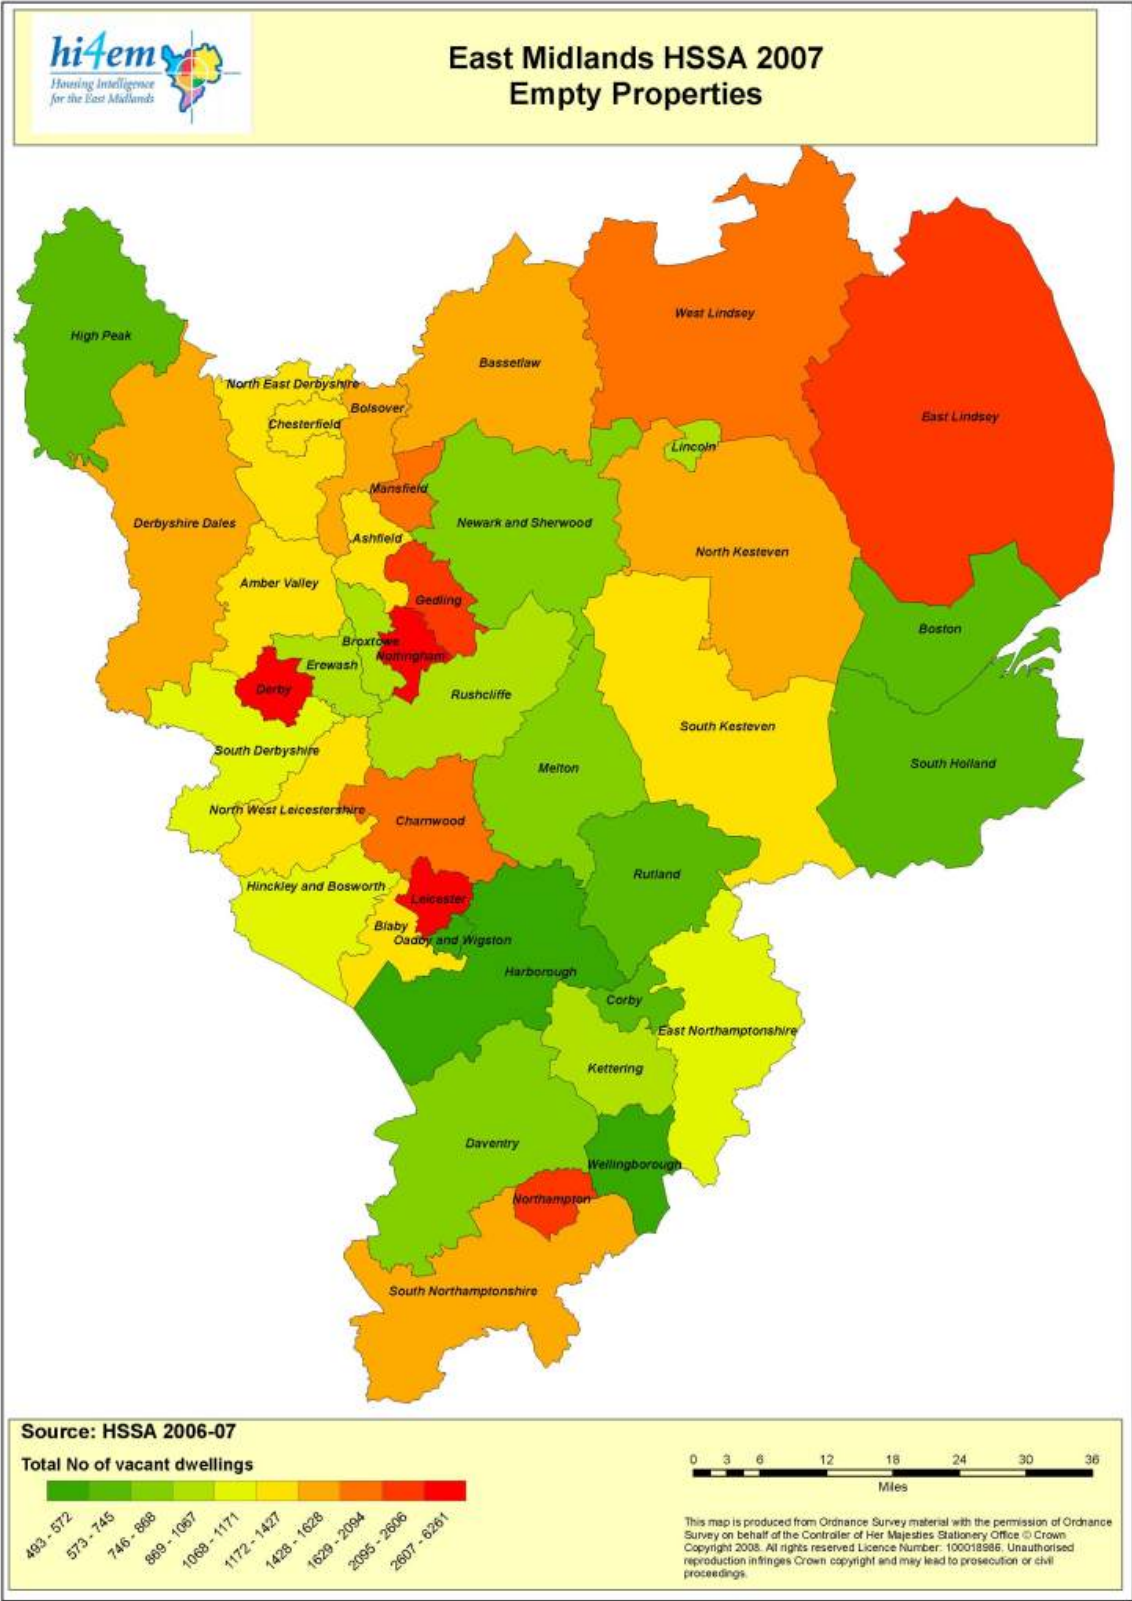 hi4em
Housing Intelligence
for the East Midlands
East Midlands HSSA 2007
Empty Properties
High Peak
West Lindsey
Bassetlaw
North East Derbyshire
Bolsover
East Lindsey
Chesterfield
Lincoln
Mansfield
Derbyshire Dales
Newark and Sherwood
Ashfield
North Kesteven
Amber Valley
Gedling
Boston
Broxtowe
Nottingham
Erewash
Derby
Rushcliffe
South Kesteven
South Derbyshire
South Holland
Melton
North West Leicestershire
Charnwood
Rutland
Hinckley and Bosworth
Leicester
Blaby
Oadby and Wigston
Harborough
Corby
East Northamptonshire
Kettering
Daventry
Wellingborough
Northampton
South Northamptonshire
Source: HSSA 2006-07
Total No of vacant dwellings
493 - 572
573 - 745
746 - 868
869 - 1067
1068 - 1171
1172 - 1427
1428 - 1628
1629 - 2094
2095 - 2606
2607 - 6261
0 3 6 12 18 24 30 36
Miles
This map is produced from Ordnance Survey material with the permission of Ordnance
Survey on behalf of the Controller of Her Majesties Stationery Office © Crown
Copyright 2008. All rights reserved Licence Number: 100018986. Unauthorised
reproduction infringes Crown copyright and may lead to prosecution or civil
proceedings.